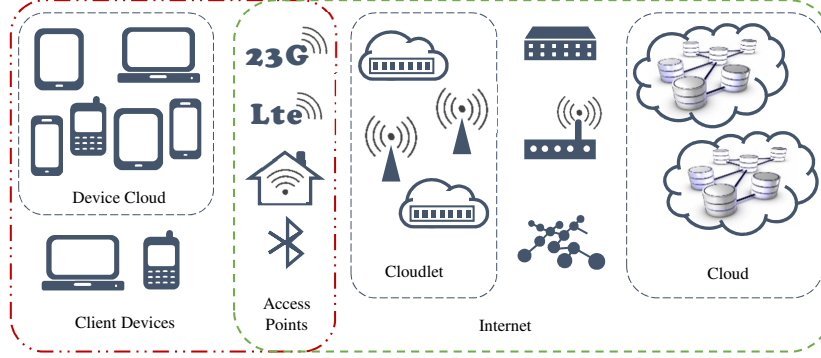 23G
Lte
Device Cloud
Cloudlet
Cloud
Client Devices
Access
Points
Internet